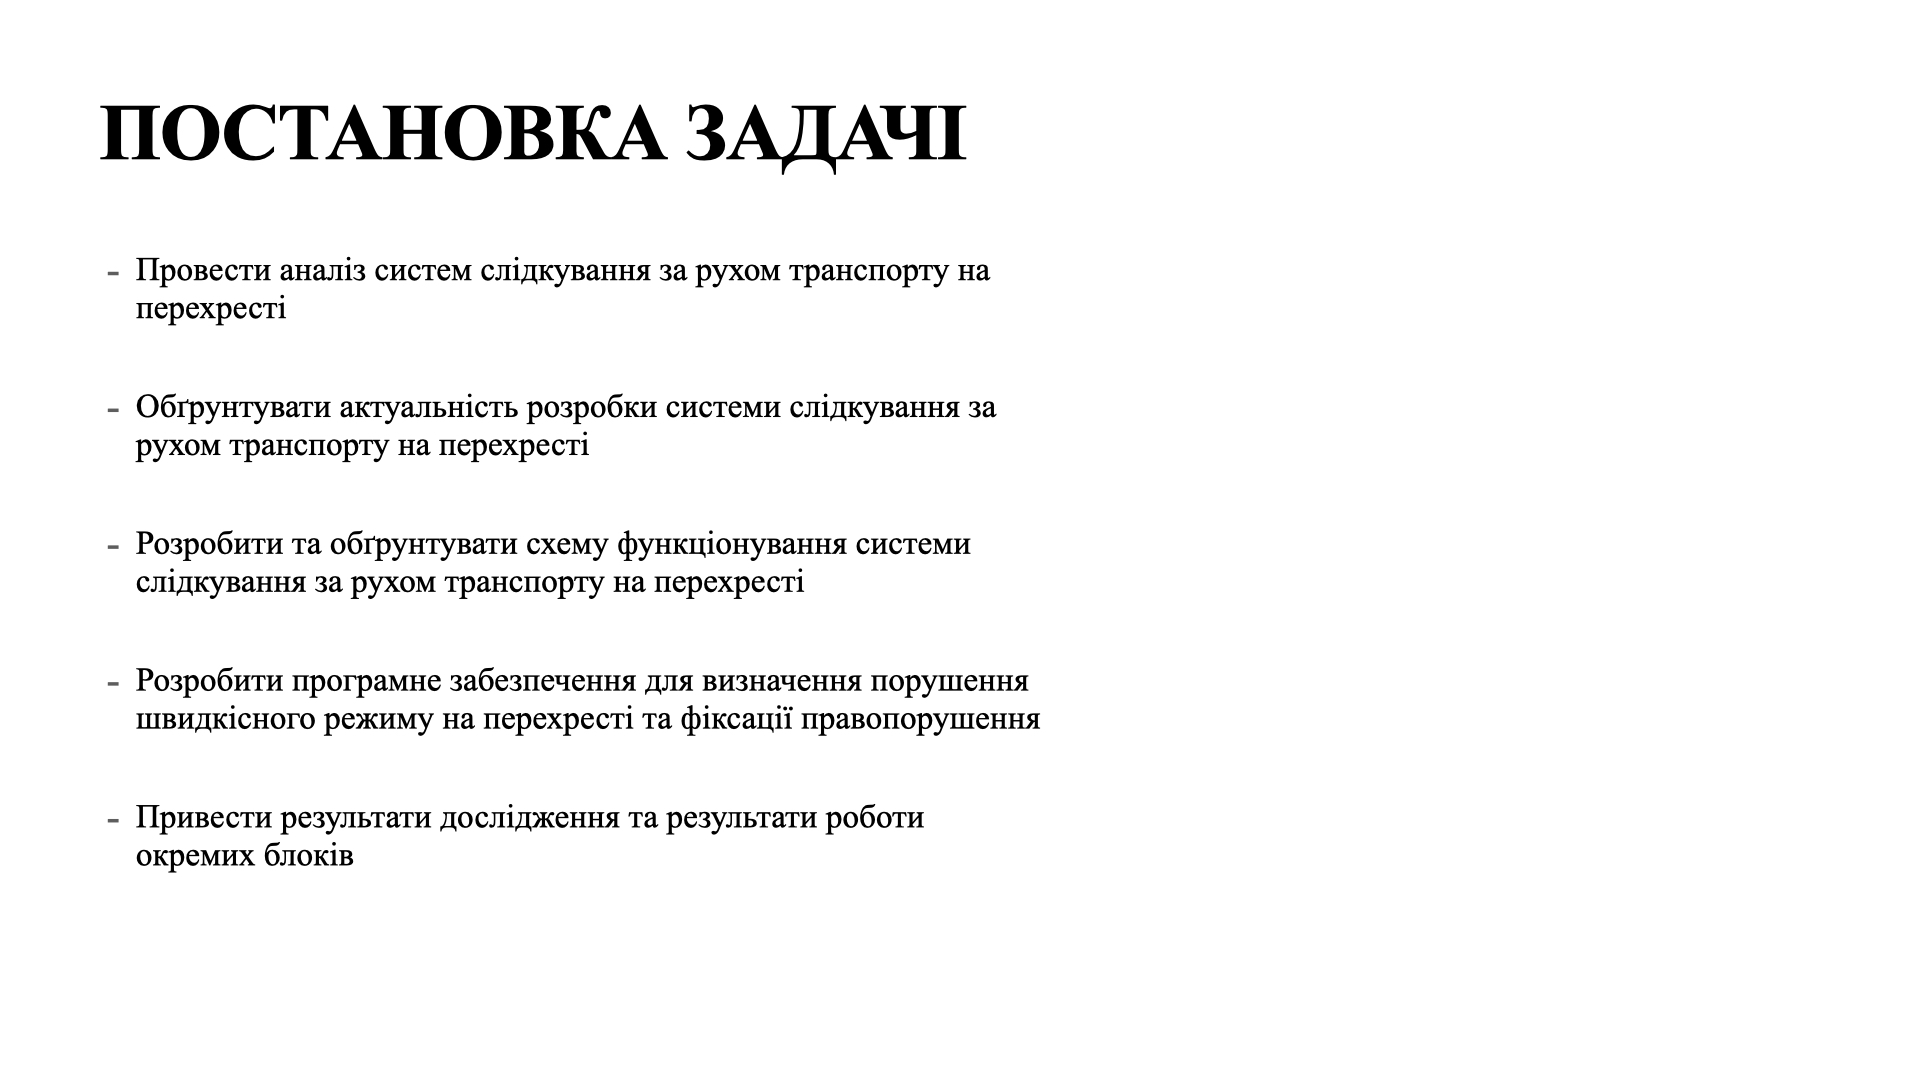 ПОСТАНОВКА ЗАДАЧІ
- Провести аналіз систем слідкування за рухом транспорту на
перехресті
- Обґрунтувати актуальність розробки системи слідкування за
рухом транспорту на перехресті
- Розробити та обґрунтувати схему функціонування системи
слідкування за рухом транспорту на перехресті
- Розробити програмне забезпечення для визначення порушення
швидкісного режиму на перехресті та фіксації правопорушення
- Привести результати дослідження та результати роботи
окремих блоків